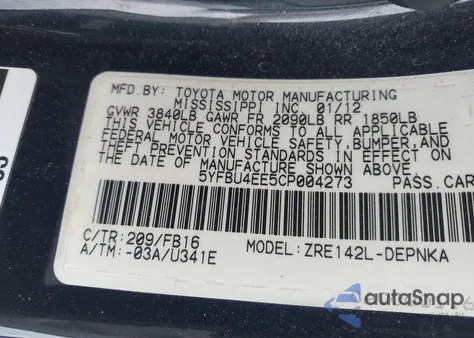 MFD.BY: TOYOTA MOTOR MANUFACTURING
MISSISSIPPI INC. 01/12
GVWR 3840LB GAWR FR 2090LB RR 1850LB
THIS VEHICLE CONFORMS TO ALL APPLICABLE
FEDERAL MOTOR VEHICLE SAFETY,BUMPER,AND THEFT
PREVENTION STANDARDS IN EFFECT ON
THE DATE OF MANUFACTURE SHOWN ABOVE.
5YFBU4EE5CP004273 PASS.CAR
C/TR: 209/FB16 MODEL: ZRE142L-DEPNKA
A/TM: -03A/U341E
autoSnap